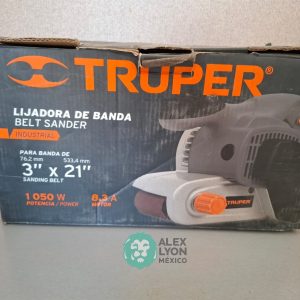 TRUPER®
LIJADORA DE BANDA
BELT SANDER
INDUSTRIAL
PARA BANDA DE
76,2 mm 533,4 mm
3" x 21"
SANDING BELT
1 050 W 8.3 A
POTENCIA / POWER MOTOR
TRUPER
ALEX
LYON
MÉXICO